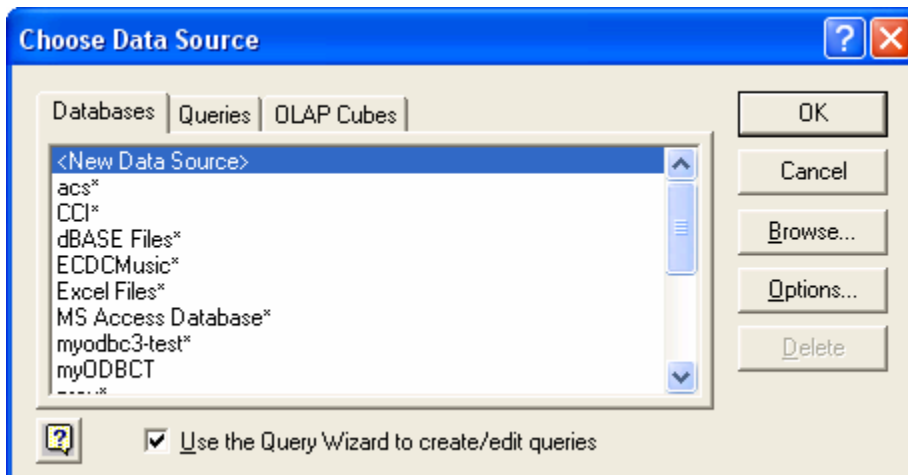 Choose Data Source
Databases Queries OLAP Cubes
OK
Cancel
Browse...
Options...
Delete
<New Data Source>
acs*
CCI*
dBASE Files*
ECDCMusic*
Excel Files*
MS Access Database*
myodbc3-test*
myODBCT
Use the Query Wizard to create/edit queries